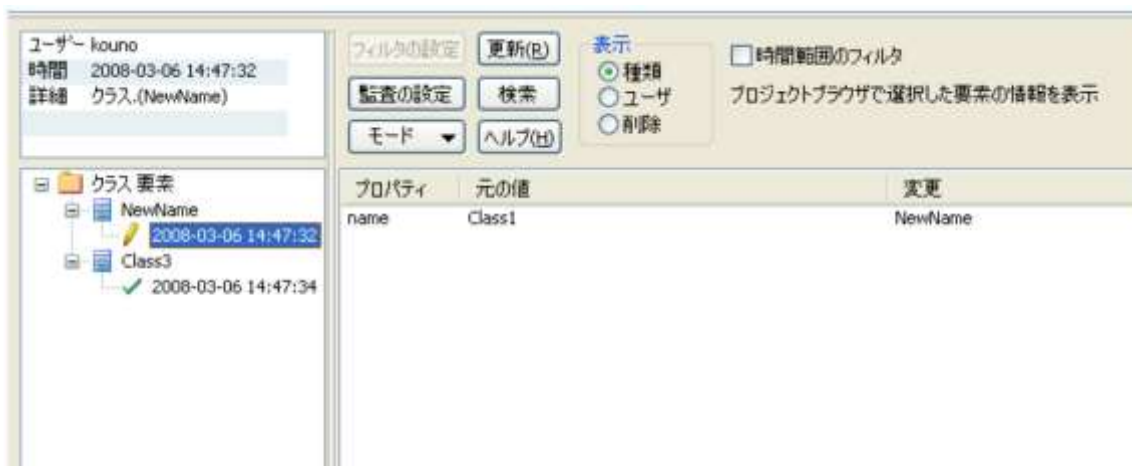 ユーザー kouno
時間 2008-03-06 14:47:32
詳細 クラス.(NewName)
フィルタの設定 更新(R)
監査の設定 検索
モード ヘルプ(H)
表示
種類
ユーザ
削除
時間範囲のフィルタ
プロジェクトブラウザで選択した要素の情報を表示
クラス 要素
NewName
2008-03-06 14:47:32
Class3
2008-03-06 14:47:34
プロパティ 元の値 変更
name Class1 NewName